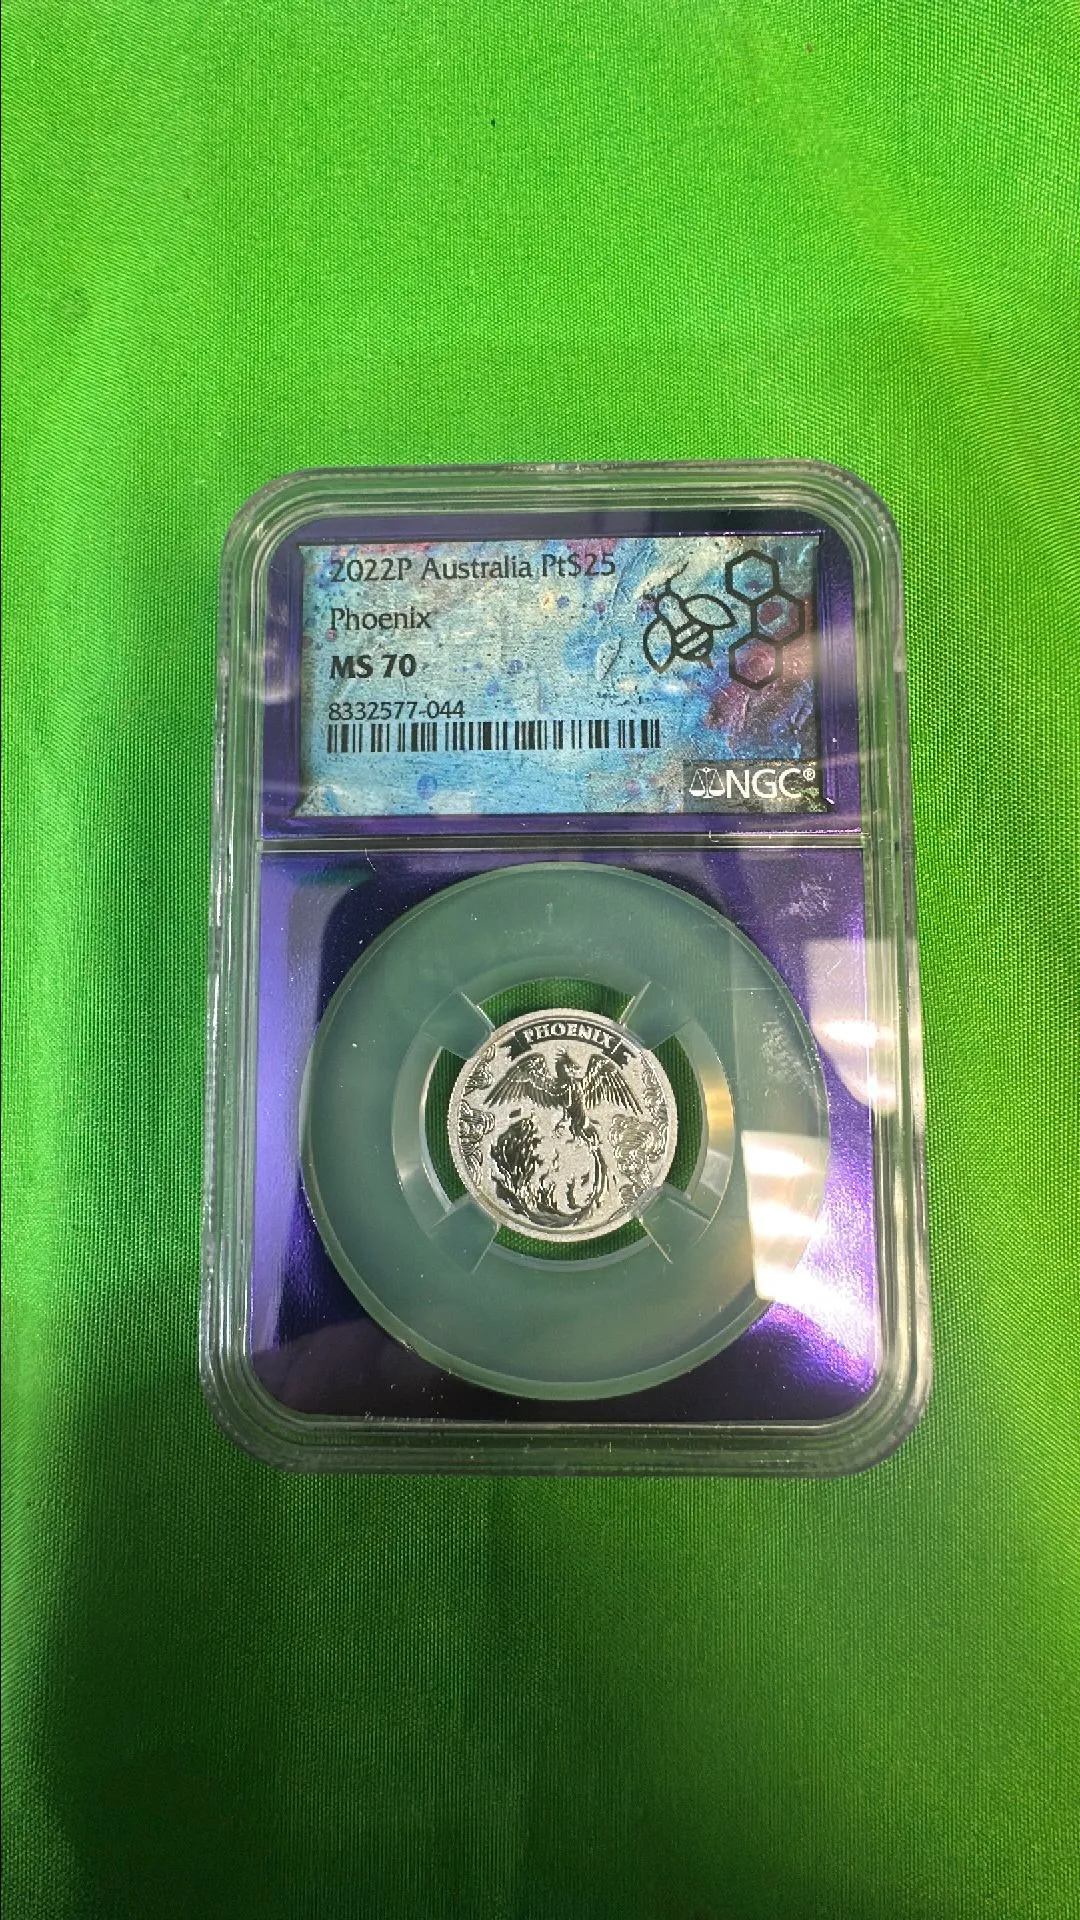 2022P Australia Pt$25
Phoenix
MS 70
8332577-044
NGC®
PHOENIX